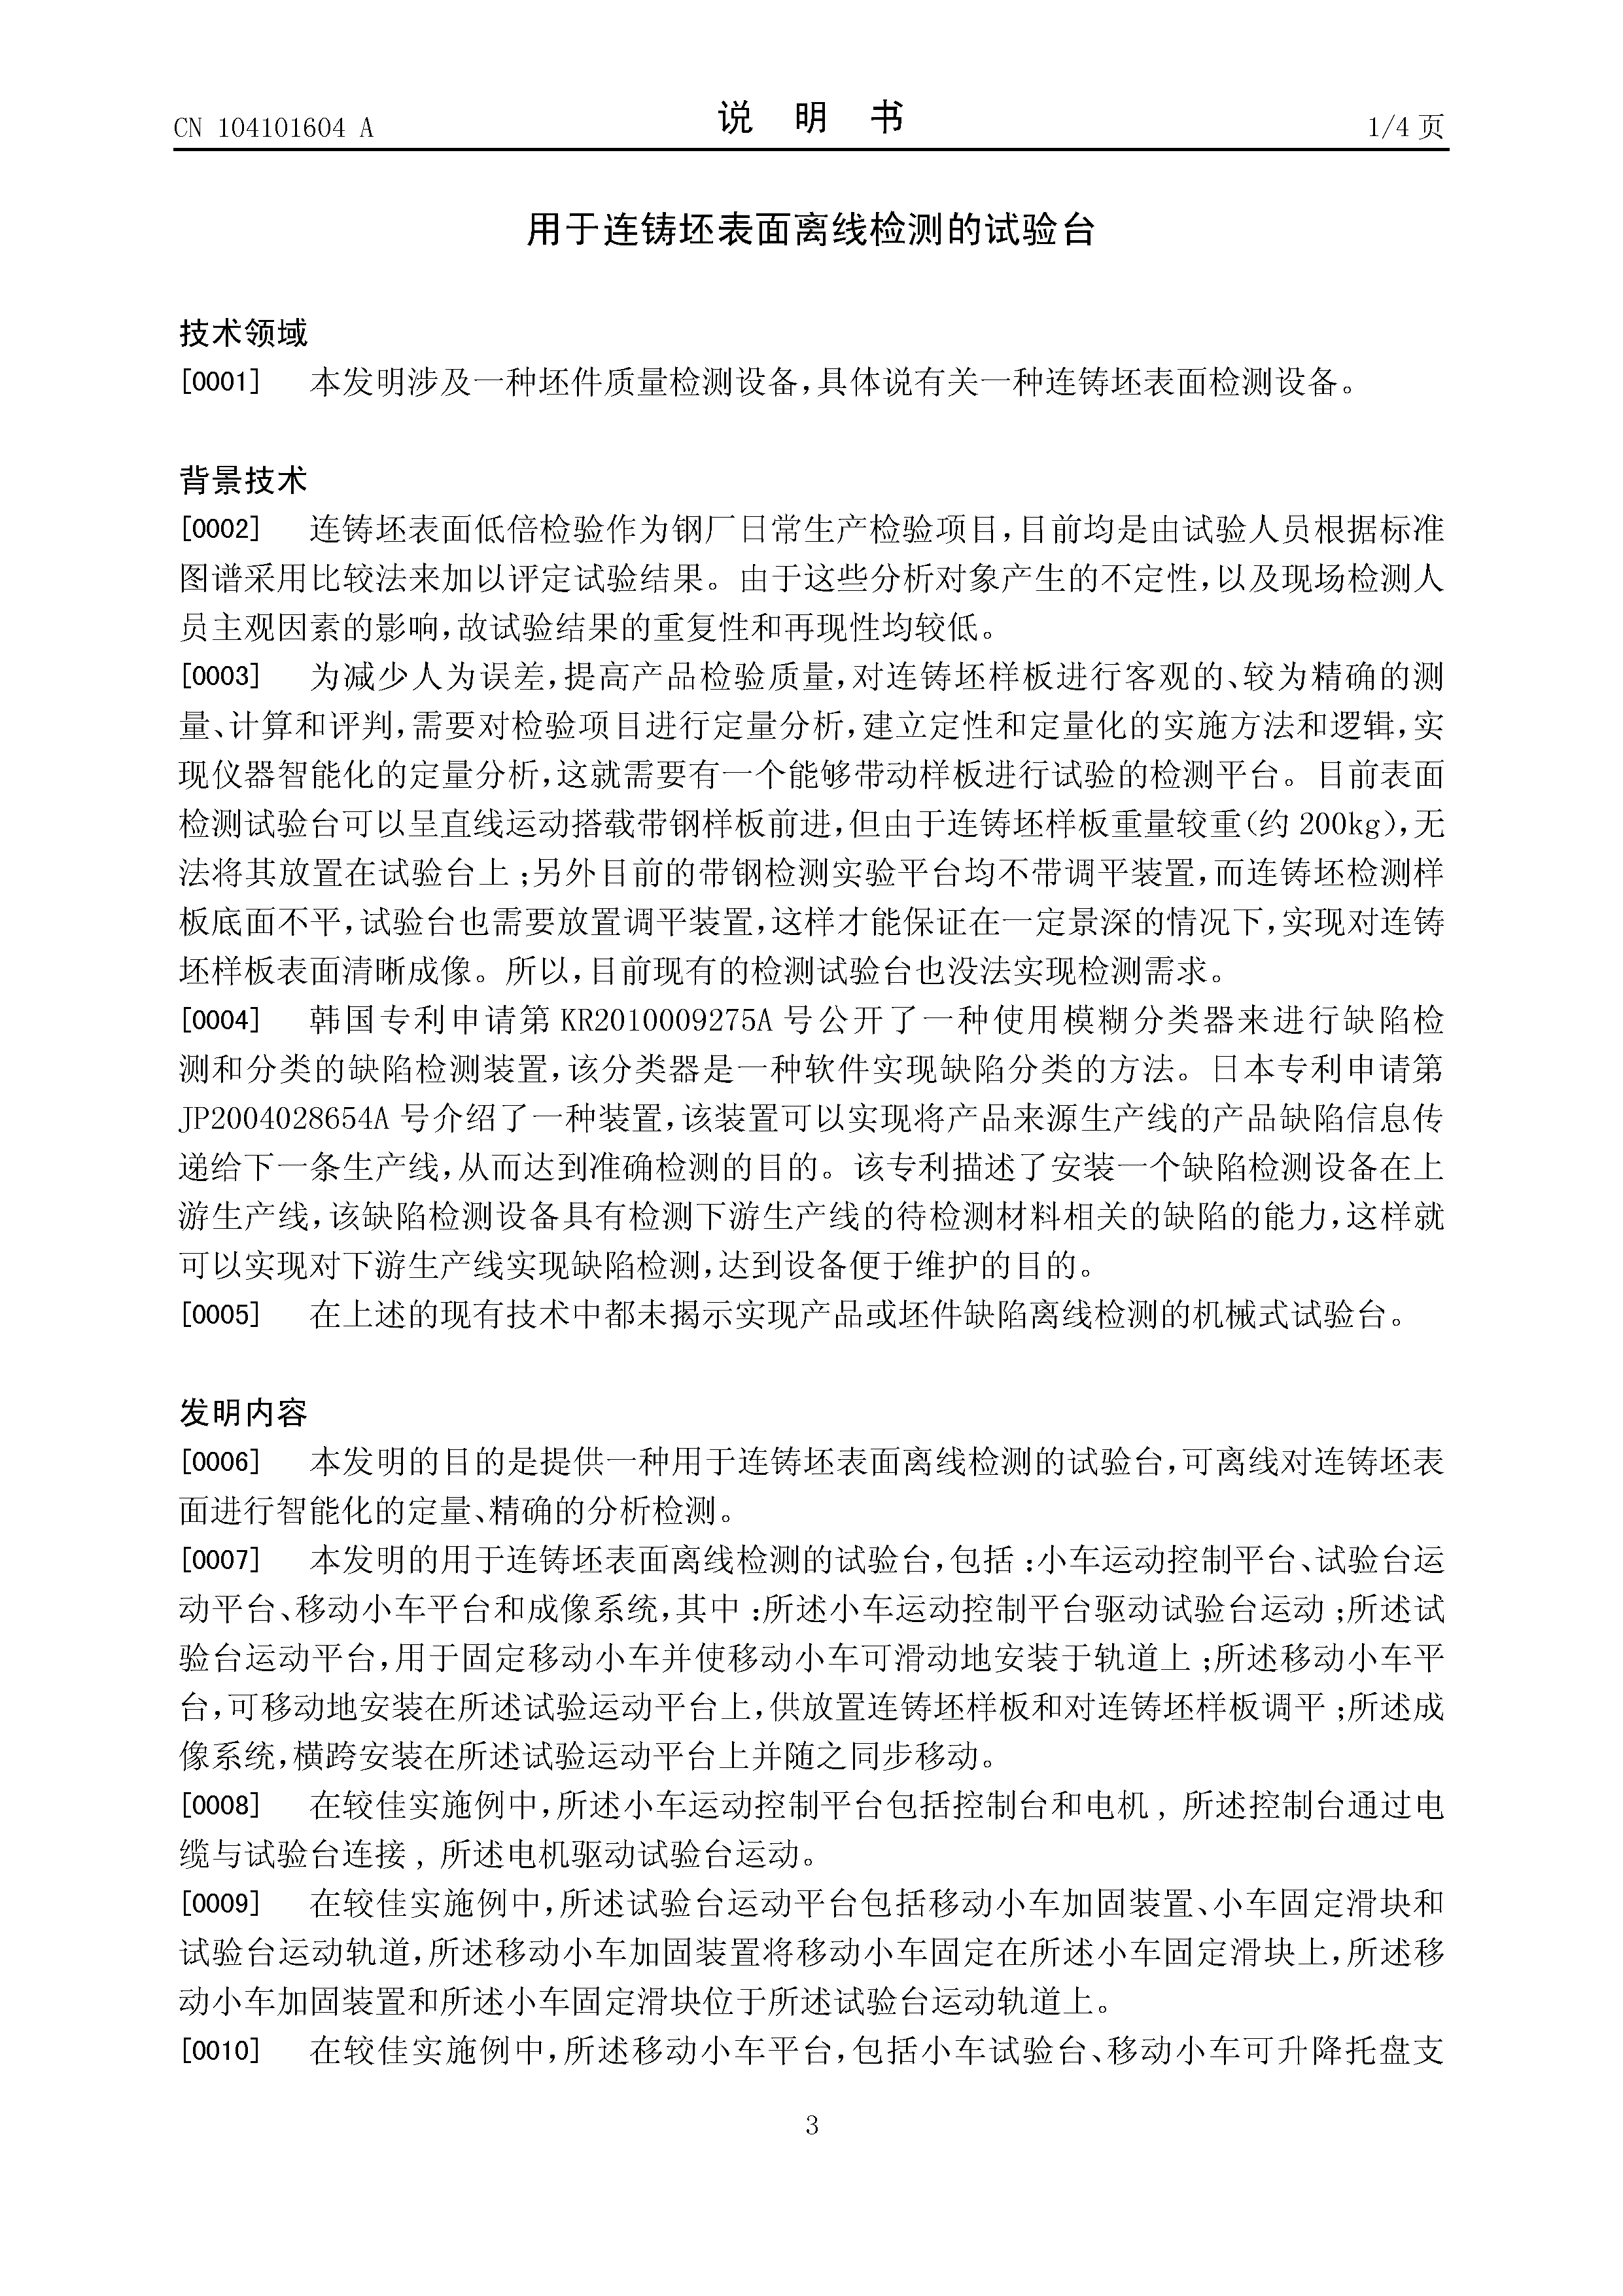 CN 104101604 A
说 明 书
1/4 页
用于连铸坯表面离线检测的试验台
技术领域
[0001] 本发明涉及一种坯件质量检测设备,具体说有关一种连铸坯表面检测设备。
背景技术
[0002] 连铸坯表面低倍检验作为钢厂日常生产检验项目,目前均是由试验人员根据标准
图谱采用比较法来加以评定试验结果。由于这些分析对象产生的不定性,以及现场检测人
员主观因素的影响,故试验结果的重复性和再现性均较低。
[0003] 为减少人为误差,提高产品检验质量,对连铸坯样板进行客观的、较为精确的测
量、计算和评判,需要对检验项目进行定量分析,建立定性和定量化的实施方法和逻辑,实
现仪器智能化的定量分析,这就需要有一个能够带动样板进行试验的检测平台。目前表面
检测试验台可以呈直线运动搭载带钢样板前进,但由于连铸坯样板重量较重(约 200kg),无
法将其放置在试验台上;另外目前的带钢检测实验平台均不带调平装置,而连铸坯检测样
板底面不平,试验台也需要放置调平装置,这样才能保证在一定景深的情况下,实现对连铸
坯样板表面清晰成像。所以,目前现有的检测试验台也没法实现检测需求。
[0004] 韩国专利申请第 KR2010009275A 号公开了一种使用模糊分类器来进行缺陷检
测和分类的缺陷检测装置,该分类器是一种软件实现缺陷分类的方法。日本专利申请第
JP2004028654A 号介绍了一种装置,该装置可以实现将产品来源生产线的产品缺陷信息传
递给下一条生产线,从而达到准确检测的目的。该专利描述了安装一个缺陷检测设备在上
游生产线,该缺陷检测设备具有检测下游生产线的待检测材料相关的缺陷的能力,这样就
可以实现对下游生产线实现缺陷检测,达到设备便于维护的目的。
[0005] 在上述的现有技术中都未揭示实现产品或坯件缺陷离线检测的机械式试验台。
发明内容
[0006] 本发明的目的是提供一种用于连铸坯表面离线检测的试验台,可离线对连铸坯表
面进行智能化的定量、精确的分析检测。
[0007] 本发明的用于连铸坯表面离线检测的试验台,包括:小车运动控制平台、试验台运
动平台、移动小车平台和成像系统,其中:所述小车运动控制平台驱动试验台运动;所述试
验台运动平台,用于固定移动小车并使移动小车可滑动地安装于轨道上;所述移动小车平
台,可移动地安装在所述试验运动平台上,供放置连铸坯样板和对连铸坯样板调平;所述成
像系统,横跨安装在所述试验运动平台上并随之同步移动。
[0008] 在较佳实施例中,所述小车运动控制平台包括控制台和电机, 所述控制台通过电
缆与试验台连接, 所述电机驱动试验台运动。
[0009] 在较佳实施例中,所述试验台运动平台包括移动小车加固装置、小车固定滑块和
试验台运动轨道,所述移动小车加固装置将移动小车固定在所述小车固定滑块上,所述移
动小车加固装置和所述小车固定滑块位于所述试验台运动轨道上。
[0010] 在较佳实施例中,所述移动小车平台,包括小车试验台、移动小车可升降托盘支
3